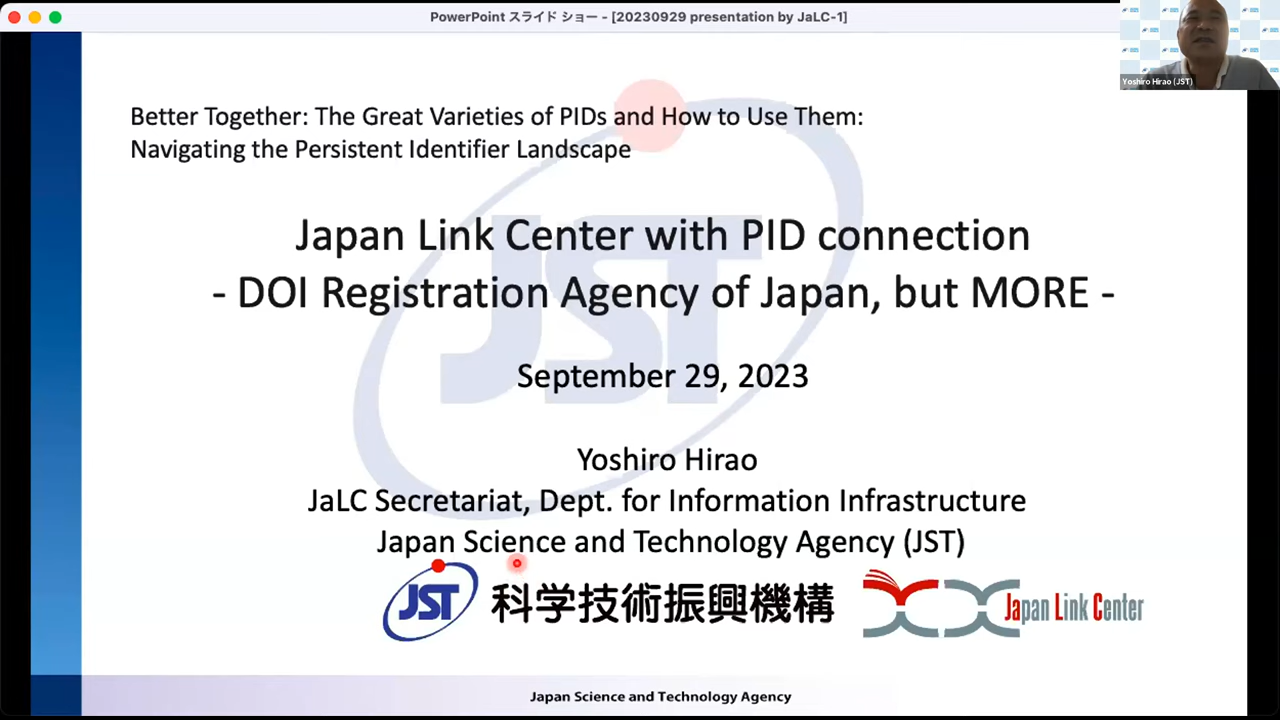 PowerPoint スライド ショー - [20230929 presentation by JaLC-1]
Yoshiro Hirao (JST)
Better Together: The Great Varieties of PIDs and How to Use Them:
Navigating the Persistent Identifier Landscape
JST
Japan Link Center with PID connection
- DOI Registration Agency of Japan, but MORE -
September 29, 2023
Yoshiro Hirao
JaLC Secretariat, Dept. for Information Infrastructure
Japan Science and Technology Agency (JST)
JST 科学技術振興機構 Japan Link Center
Japan Science and Technology Agency